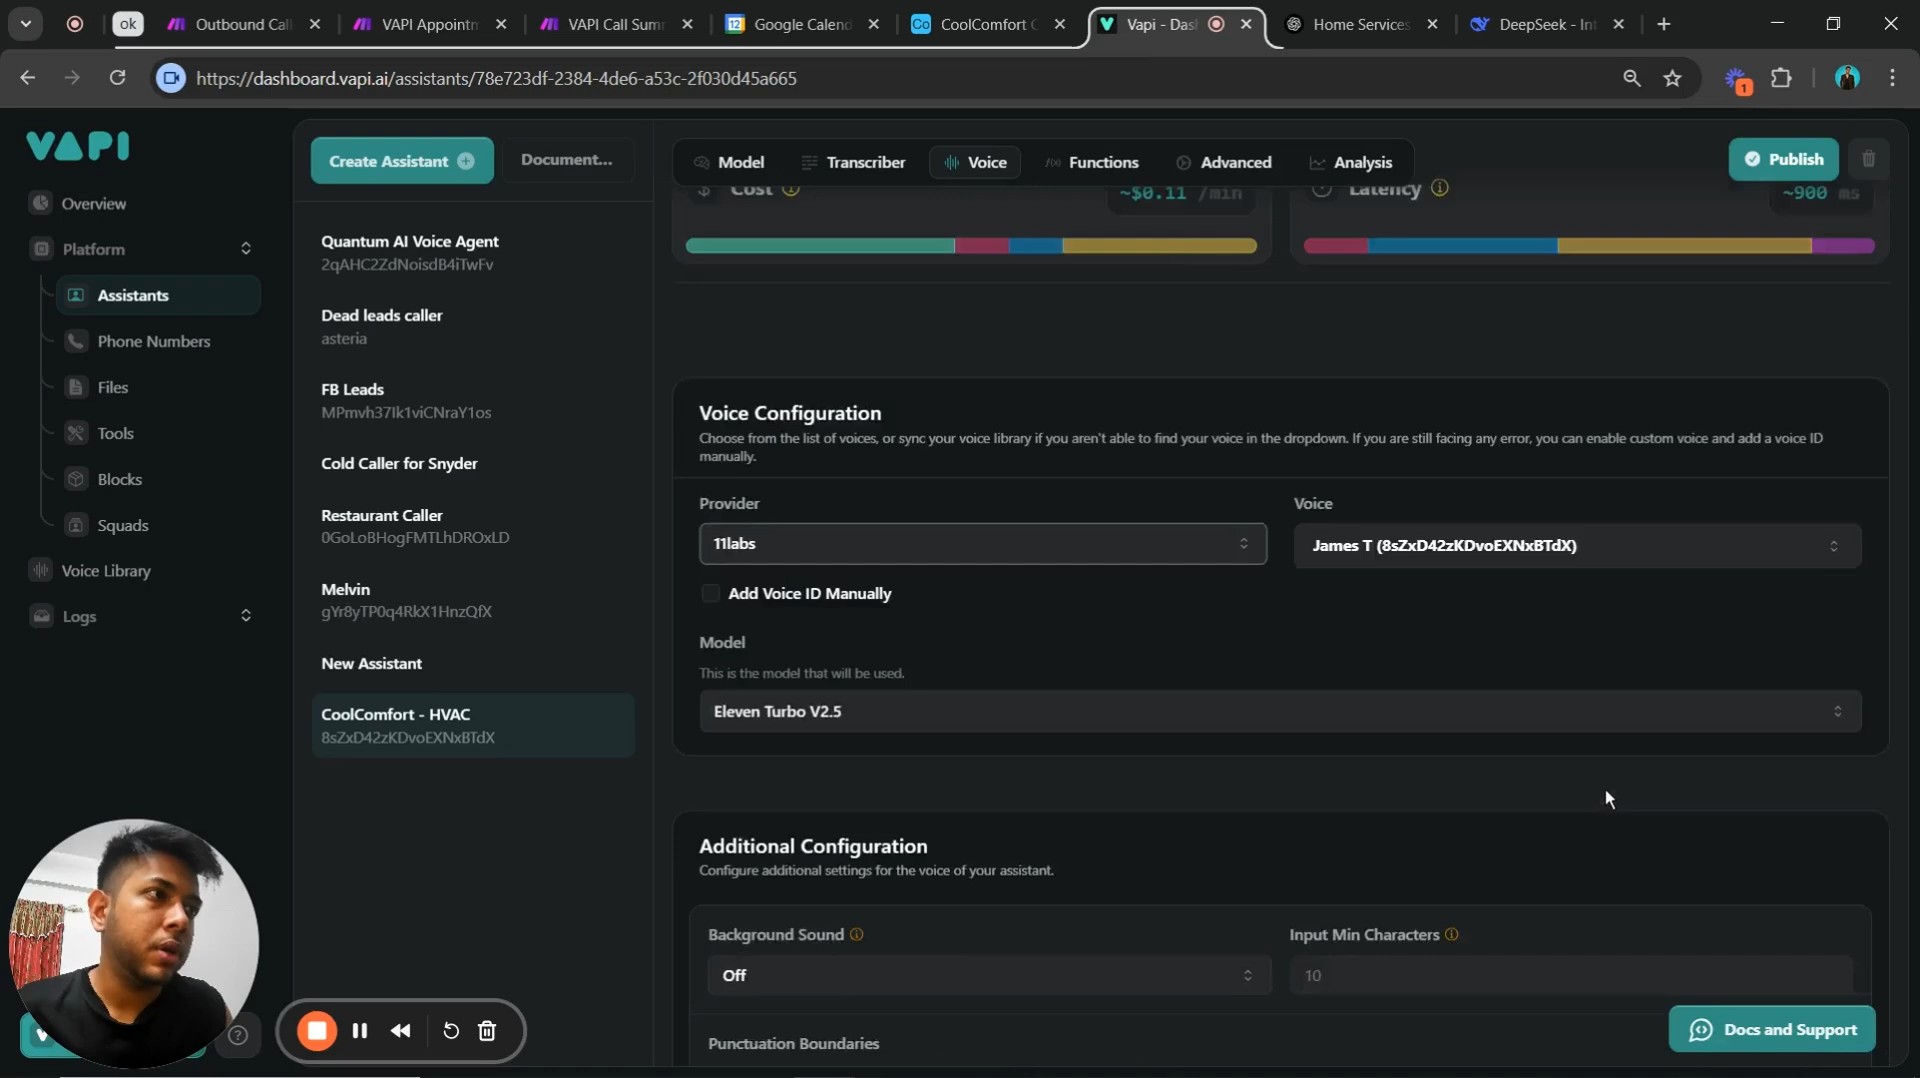 ok
Outbound Call
VAPI Appointm
VAPI Call Summ
12
Google Calend
Co
CoolComfort C
Vapi - Dash
Home Services
DeepSeek - Int
https://dashboard.vapi.ai/assistants/78e723df-2384-4de6-a53c-2f030d45a665
1
VAPI
Overview
Platform
Assistants
Phone Numbers
Files
Tools
Blocks
Squads
Voice Library
Logs
Create Assistant
Document...
Quantum AI Voice Agent
2qAHC2ZdNoisdB4iTwFv
Dead leads caller
asteria
FB Leads
MPmvh37Ik1viCNraY1os
Cold Caller for Snyder
Restaurant Caller
0GoLoBHogFMTLhDROxLD
Melvin
gYr8yTP0q4RkX1HnzQfX
New Assistant
CoolComfort - HVAC
8sZxD42zKDvoEXNxBTdX
Model
Transcriber
Voice
Functions
Advanced
Analysis
Publish
Cost
~$0.11 /min
Latency
~900 ms
Voice Configuration
Choose from the list of voices, or sync your voice library if you aren't able to find your voice in the dropdown. If you are still facing any error, you can enable custom voice and add a voice ID
manually.
Provider
11labs
Add Voice ID Manually
Voice
James T (8sZxD42zKDvoEXNxBTdX)
Model
This is the model that will be used.
Eleven Turbo V2.5
Additional Configuration
Configure additional settings for the voice of your assistant.
Background Sound
Off
Input Min Characters
10
Punctuation Boundaries
Docs and Support